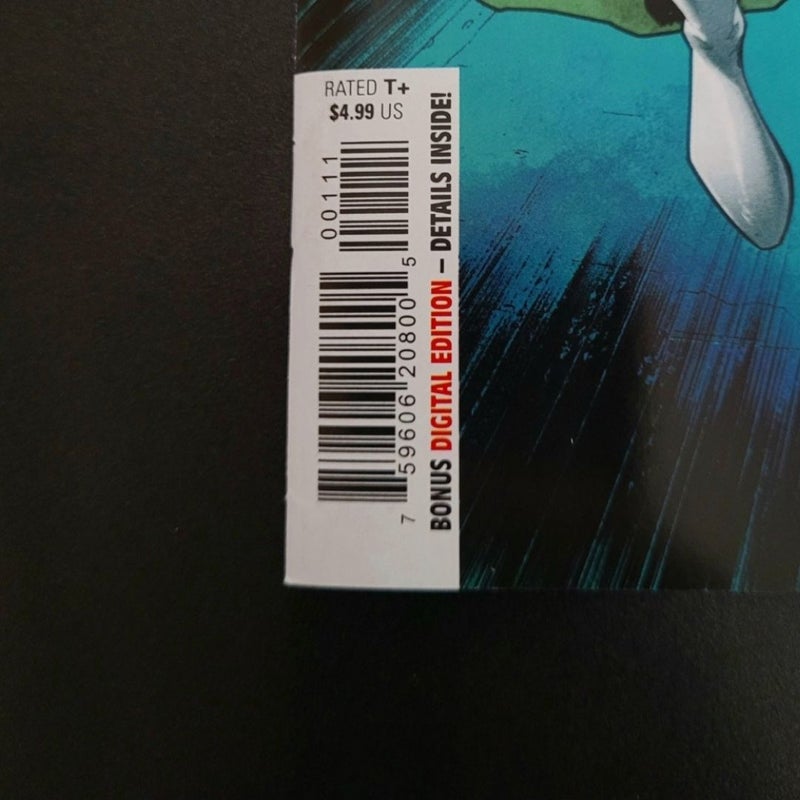 RATED T+
$4.99 US
00111
7 59606 20800 5
BONUS DIGITAL EDITION – DETAILS INSIDE!